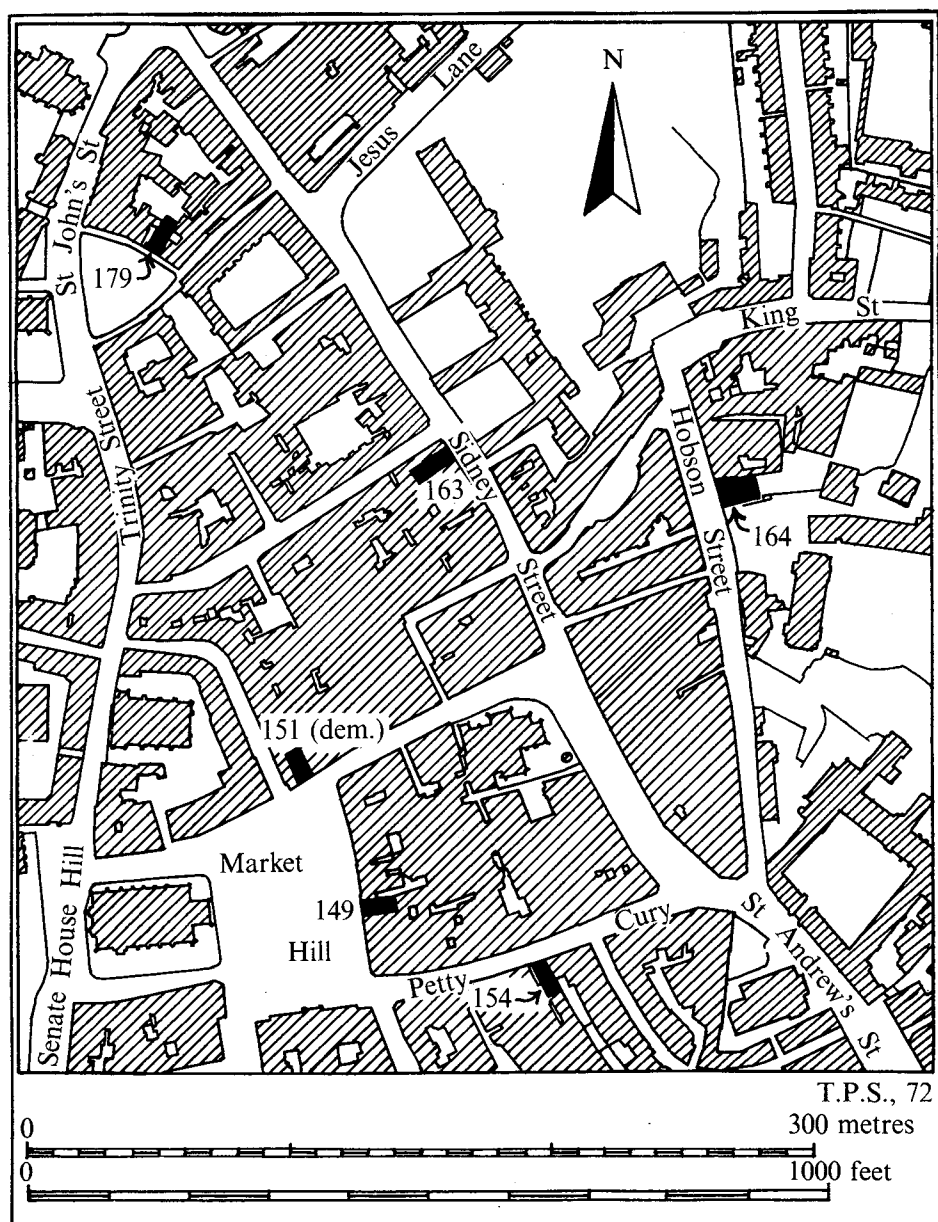 N
Jesus Lane
St John's St
179
King St
Trinity Street
Hobson Street
Sidney Street
163
164
151 (dem.)
Market Hill
149
Senate House Hill
Petty Cury
154
St Andrew's St
T.P.S., 72
0 300 metres
0 1000 feet